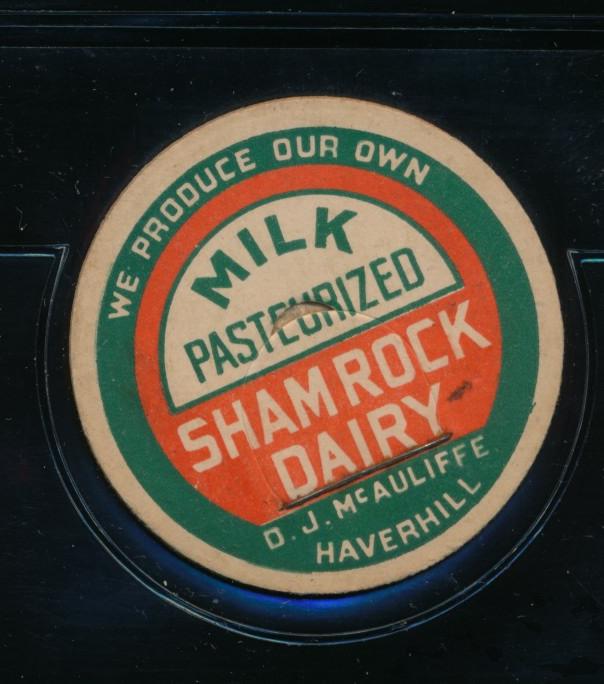 WE PRODUCE OUR OWN
MILK
PASTEURIZED
SHAMROCK
DAIRY
D. J. McAULIFFE
HAVERHILL